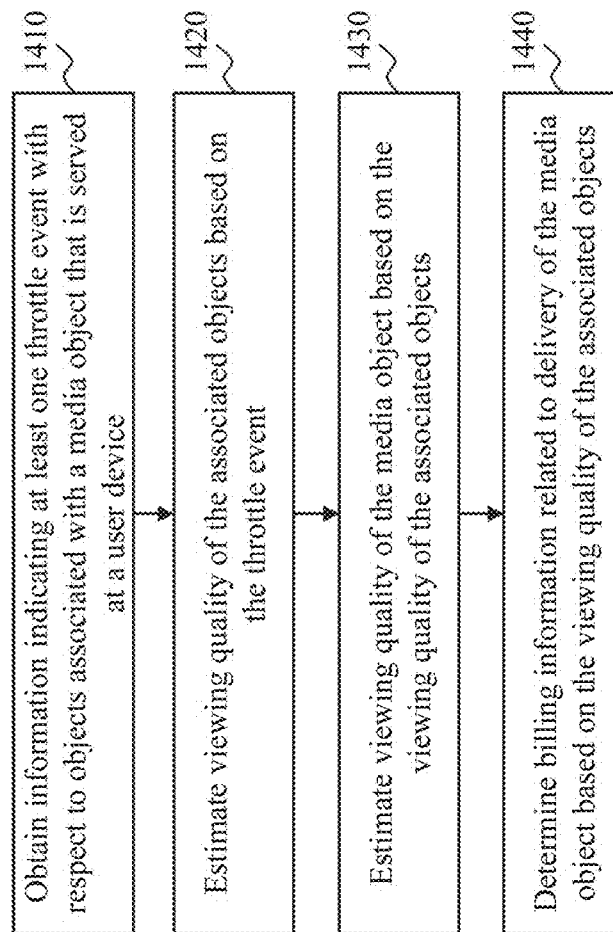 1410
Obtain information indicating at least one throttle event with
respect to objects associated with a media object that is served
at a user device
1420
Estimate viewing quality of the associated objects based on
the throttle event
1430
Estimate viewing quality of the media object based on the
viewing quality of the associated objects
1440
Determine billing information related to delivery of the media
object based on the viewing quality of the associated objects